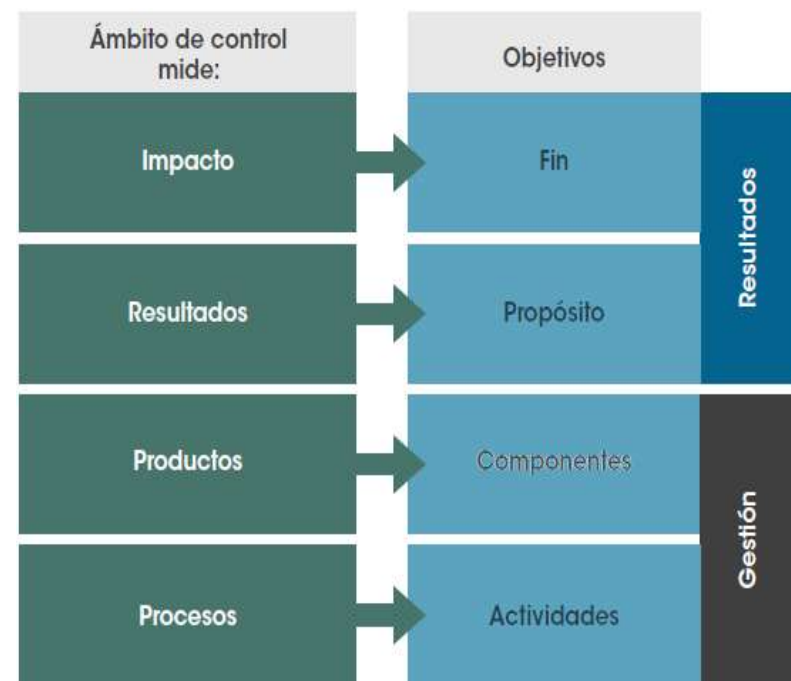 Ámbito de control
mide:
Objetivos
Impacto
Fin
Resultados
Propósito
Resultados
Productos
Componentes
Procesos
Actividades
Gestión